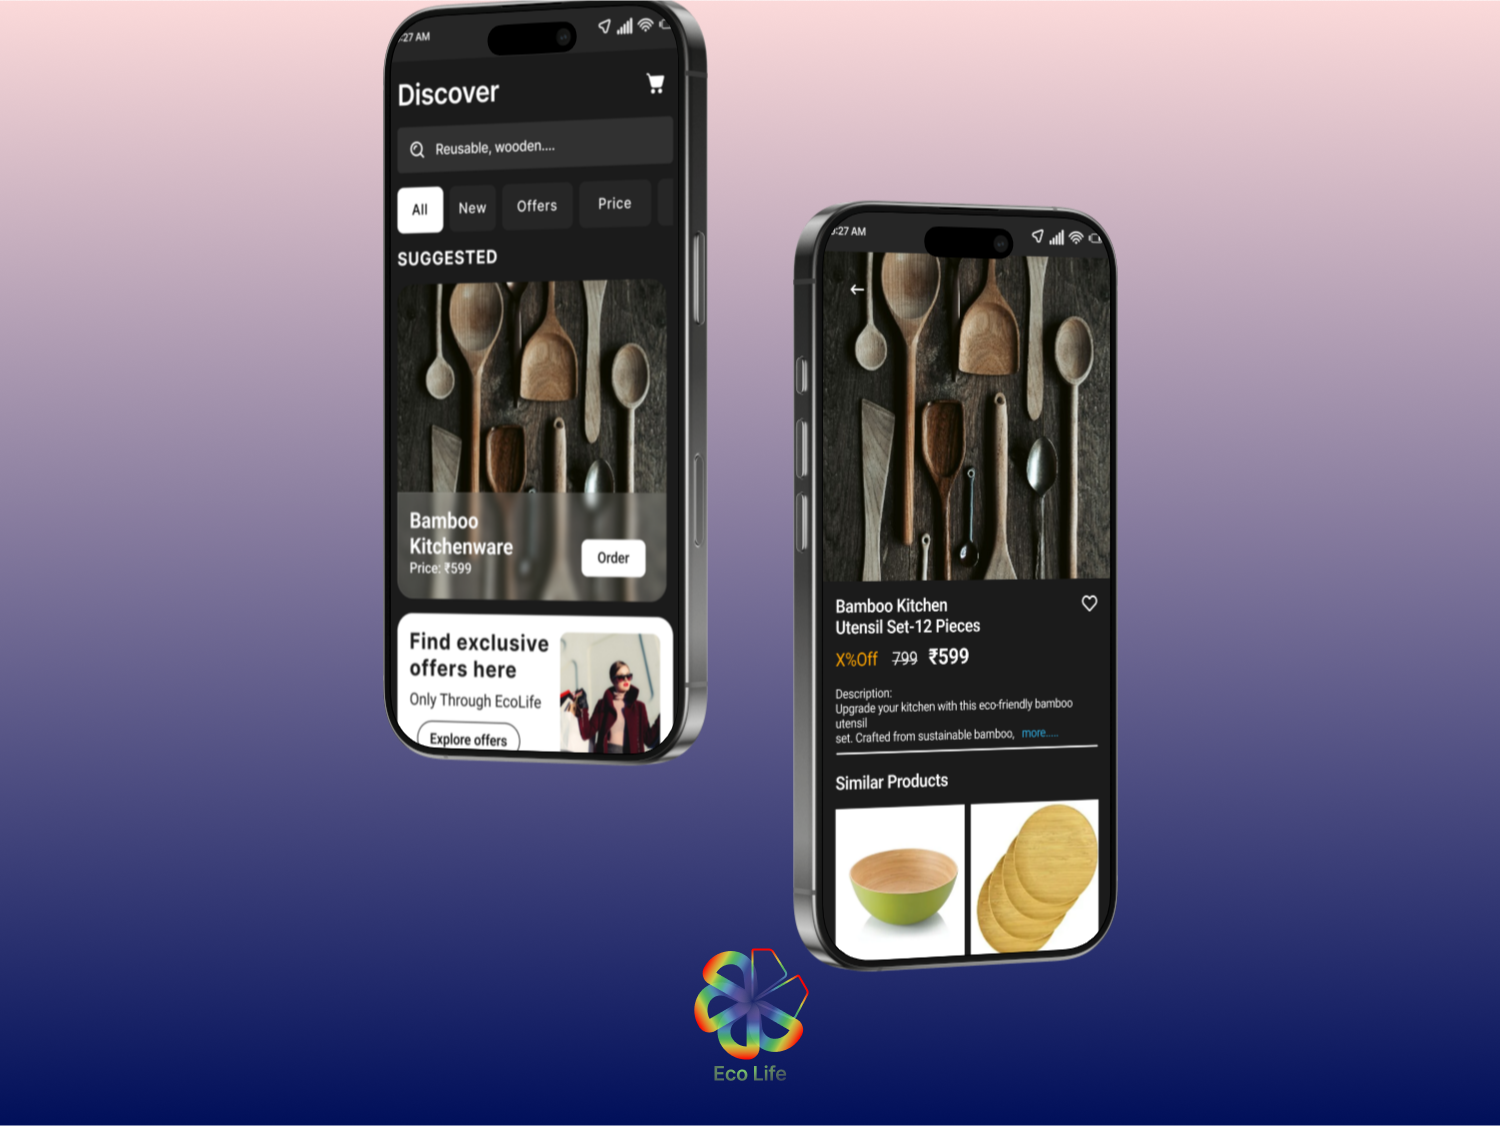 :27 AM
Discover
Reusable, wooden....
All
New
Offers
Price
SUGGESTED
Bamboo
Kitchenware
Price: ₹599
Order
Find exclusive
offers here
Only Through EcoLife
Explore offers
:27 AM
Bamboo Kitchen
Utensil Set-12 Pieces
X%Off 799 ₹599
Description:
Upgrade your kitchen with this eco-friendly bamboo
utensil
set. Crafted from sustainable bamboo, more.....
Similar Products
Eco Life